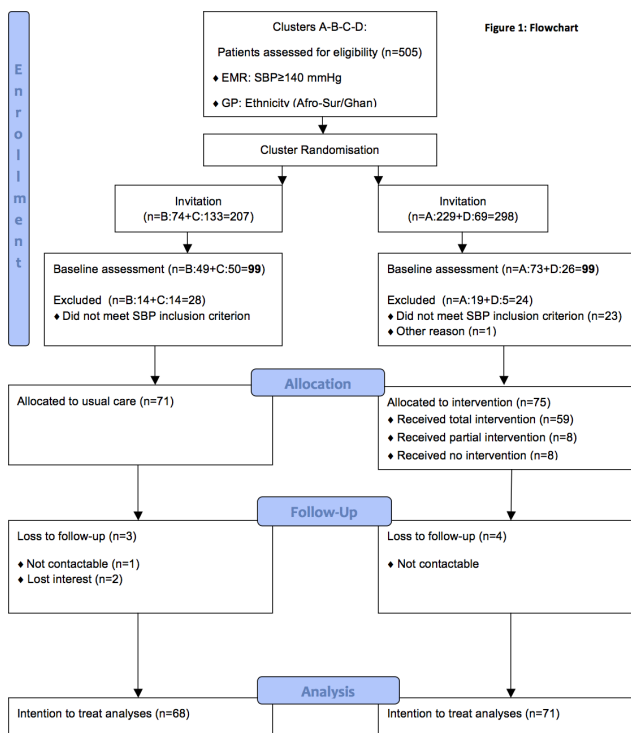 Clusters A-B-C-D:
Figure 1: Flowchart
Patients assessed for eligibility (n=505)
♦ EMR: SBP≥140 mmHg
♦ GP: Ethnicity (Afro-Sur/Ghan)
Enrollment
Cluster Randomisation
Invitation
(n=B:74+C:133=207)
Invitation
(n=A:229+D:69=298)
Baseline assessment (n=B:49+C:50=99)
Excluded (n=B:14+C:14=28)
♦ Did not meet SBP inclusion criterion
Baseline assessment (n=A:73+D:26=99)
Excluded (n=A:19+D:5=24)
♦ Did not meet SBP inclusion criterion (n=23)
♦ Other reason (n=1)
Allocation
Allocated to usual care (n=71)
Allocated to intervention (n=75)
♦ Received total intervention (n=59)
♦ Received partial intervention (n=8)
♦ Received no intervention (n=8)
Follow-Up
Loss to follow-up (n=3)
♦ Not contactable (n=1)
♦ Lost interest (n=2)
Loss to follow-up (n=4)
♦ Not contactable
Analysis
Intention to treat analyses (n=68)
Intention to treat analyses (n=71)